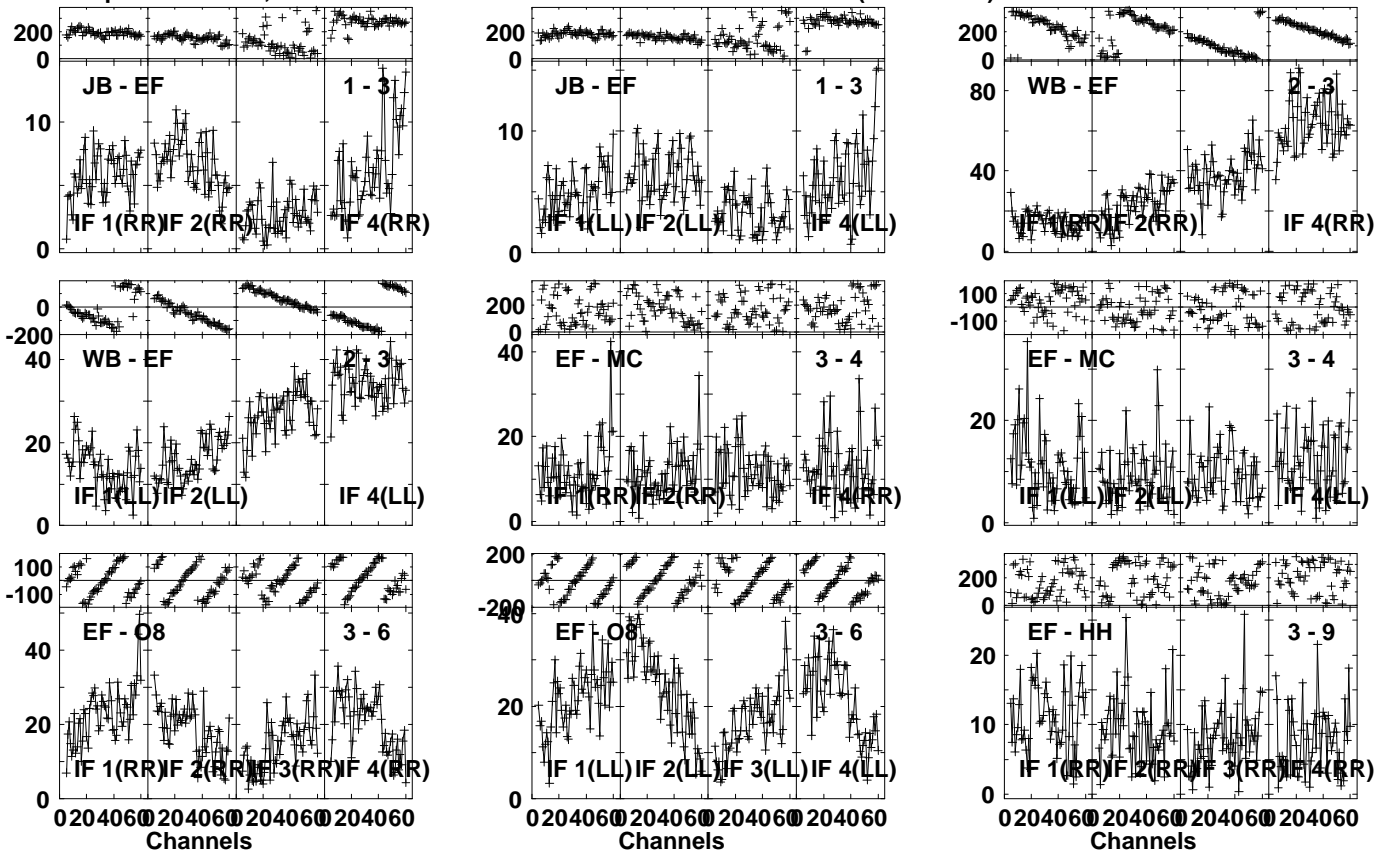 200
0
10
0
JB - EF
1 - 3
IF 1(RR)
IF 2(RR)
IF 4(RR)
200
0
10
0
JB - EF
1 - 3
IF 1(LL)
IF 2(LL)
IF 4(LL)
200
0
80
40
0
WB - EF
2 - 3
IF 1(RR)
IF 2(RR)
IF 4(RR)
0
-200
40
20
0
WB - EF
2 - 3
IF 1(LL)
IF 2(LL)
IF 4(LL)
200
0
40
20
0
EF - MC
3 - 4
IF 1(RR)
IF 2(RR)
IF 4(RR)
100
-100
20
0
EF - MC
3 - 4
IF 1(LL)
IF 2(LL)
IF 4(LL)
100
-100
40
20
0
EF - O8
3 - 6
IF 1(RR)
IF 2(RR)
IF 3(RR)
IF 4(RR)
0 20 40 60 0 20 40 60 0 20 40 60 0 20 40 60
Channels
200
-200
40
20
0
EF - O8
3 - 6
IF 1(LL)
IF 2(LL)
IF 3(LL)
IF 4(LL)
0 20 40 60 0 20 40 60 0 20 40 60 0 20 40 60
Channels
200
0
20
10
0
EF - HH
3 - 9
IF 1(RR)
IF 2(RR)
IF 3(RR)
IF 4(RR)
0 20 40 60 0 20 40 60 0 20 40 60 0 20 40 60
Channels